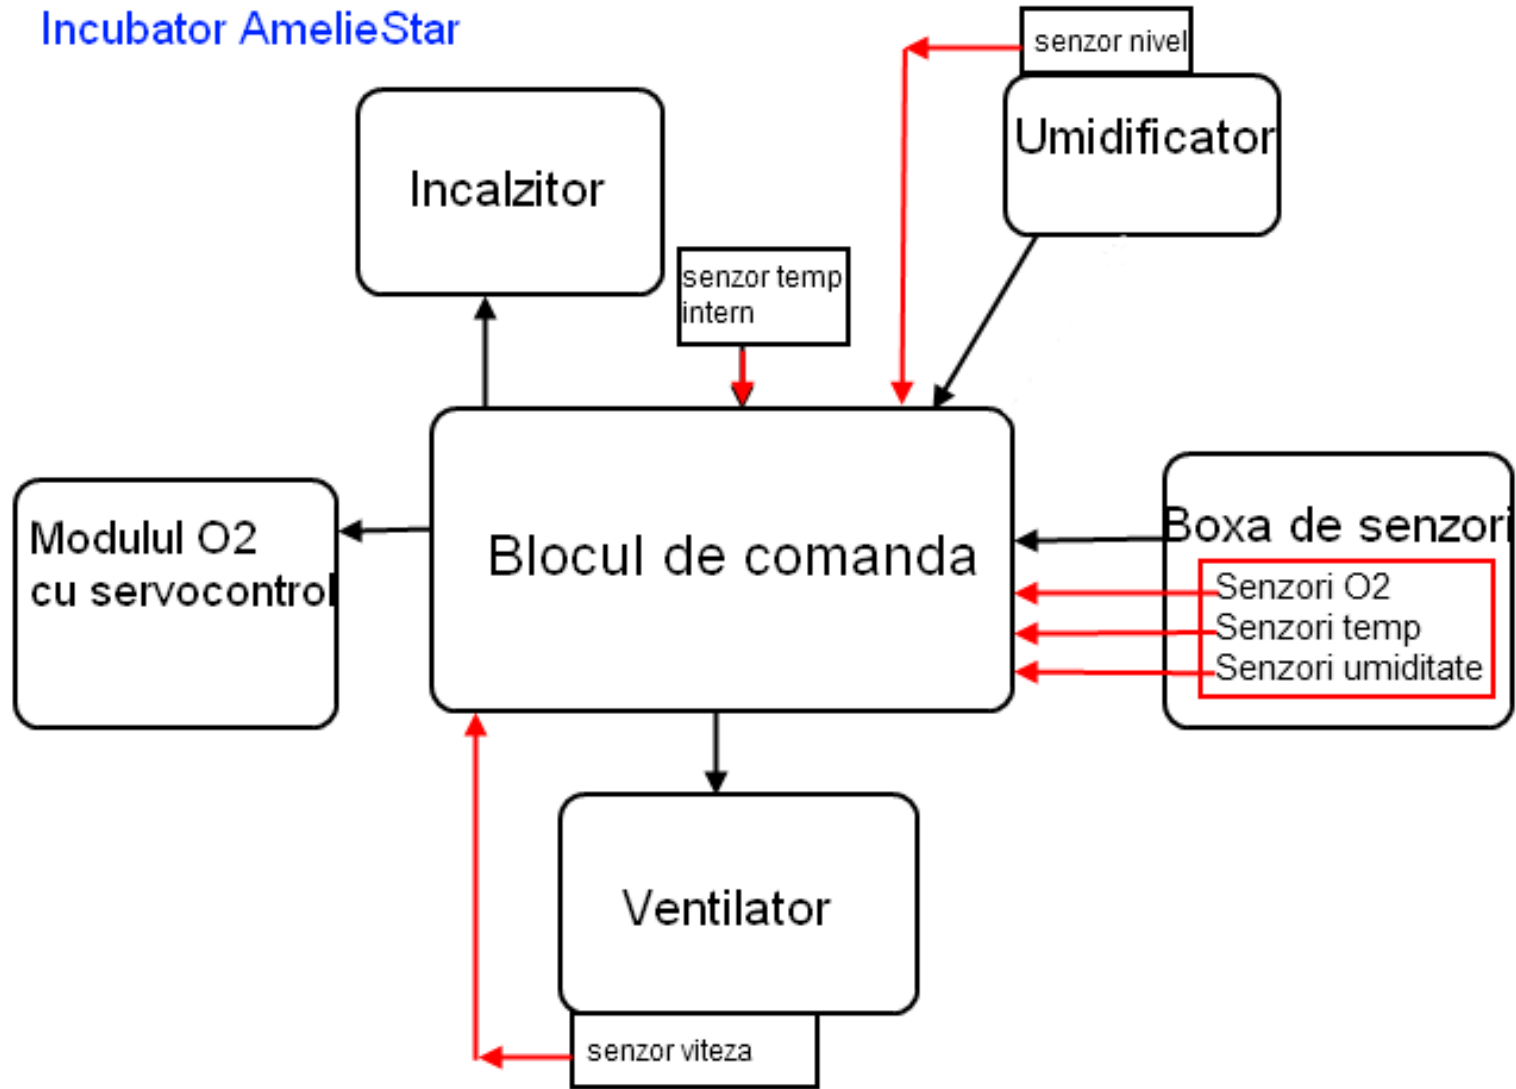 Incubator AmelieStar
senzor nivel
Umidificator
Incalzitor
senzor temp
intern
Modulul O2
cu servocontrol
Blocul de comanda
Boxa de senzori
Senzori O2
Senzori temp
Senzori umiditate
Ventilator
senzor viteza